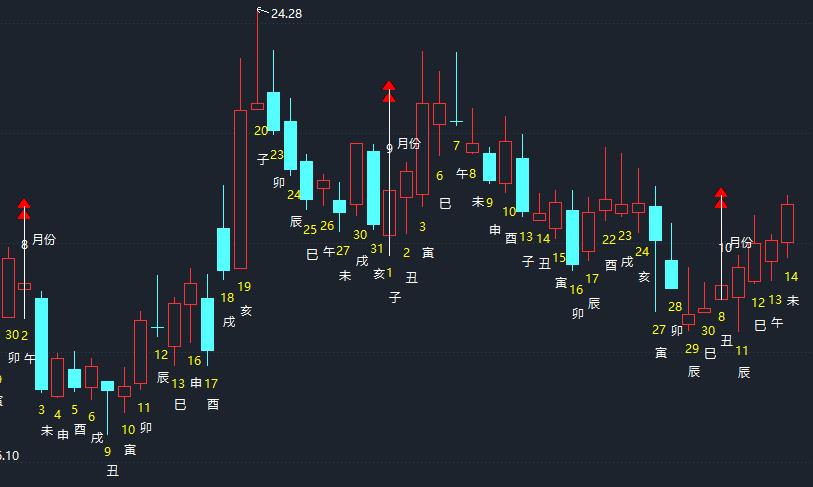 24.28
8 月份
30 卯
2 午
3 未
4 申
5 酉
6 戌
9 丑
10 寅
11 卯
12 辰
13 巳
16 申
17 酉
18 戌
19 亥
20 子
23 卯
24 辰
25 巳
26 午
27 未
30 戌
31 亥
9 月份
1 子
2 丑
3 寅
6 巳
7 午
8 未
9 申
10 酉
13 子
14 丑
15 寅
16 卯
17 辰
22 酉
23 戌
24 亥
27 寅
28 卯
29 辰
30 巳
10 月份
8 丑
11 辰
12 巳
13 午
14 未